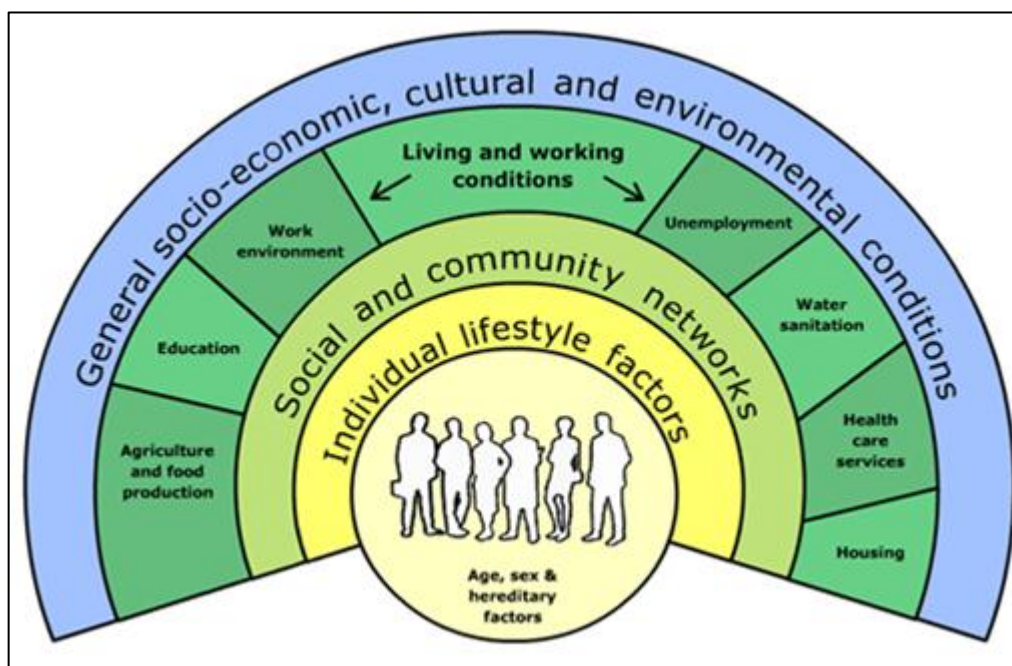 General socio-economic, cultural and environmental conditions
Living and working
conditions
Work
environment
Unemployment
Education
Water
sanitation
Agriculture
and food
production
Health
care
services
Housing
Social and community networks
Individual lifestyle factors
Age, sex &
hereditary
factors